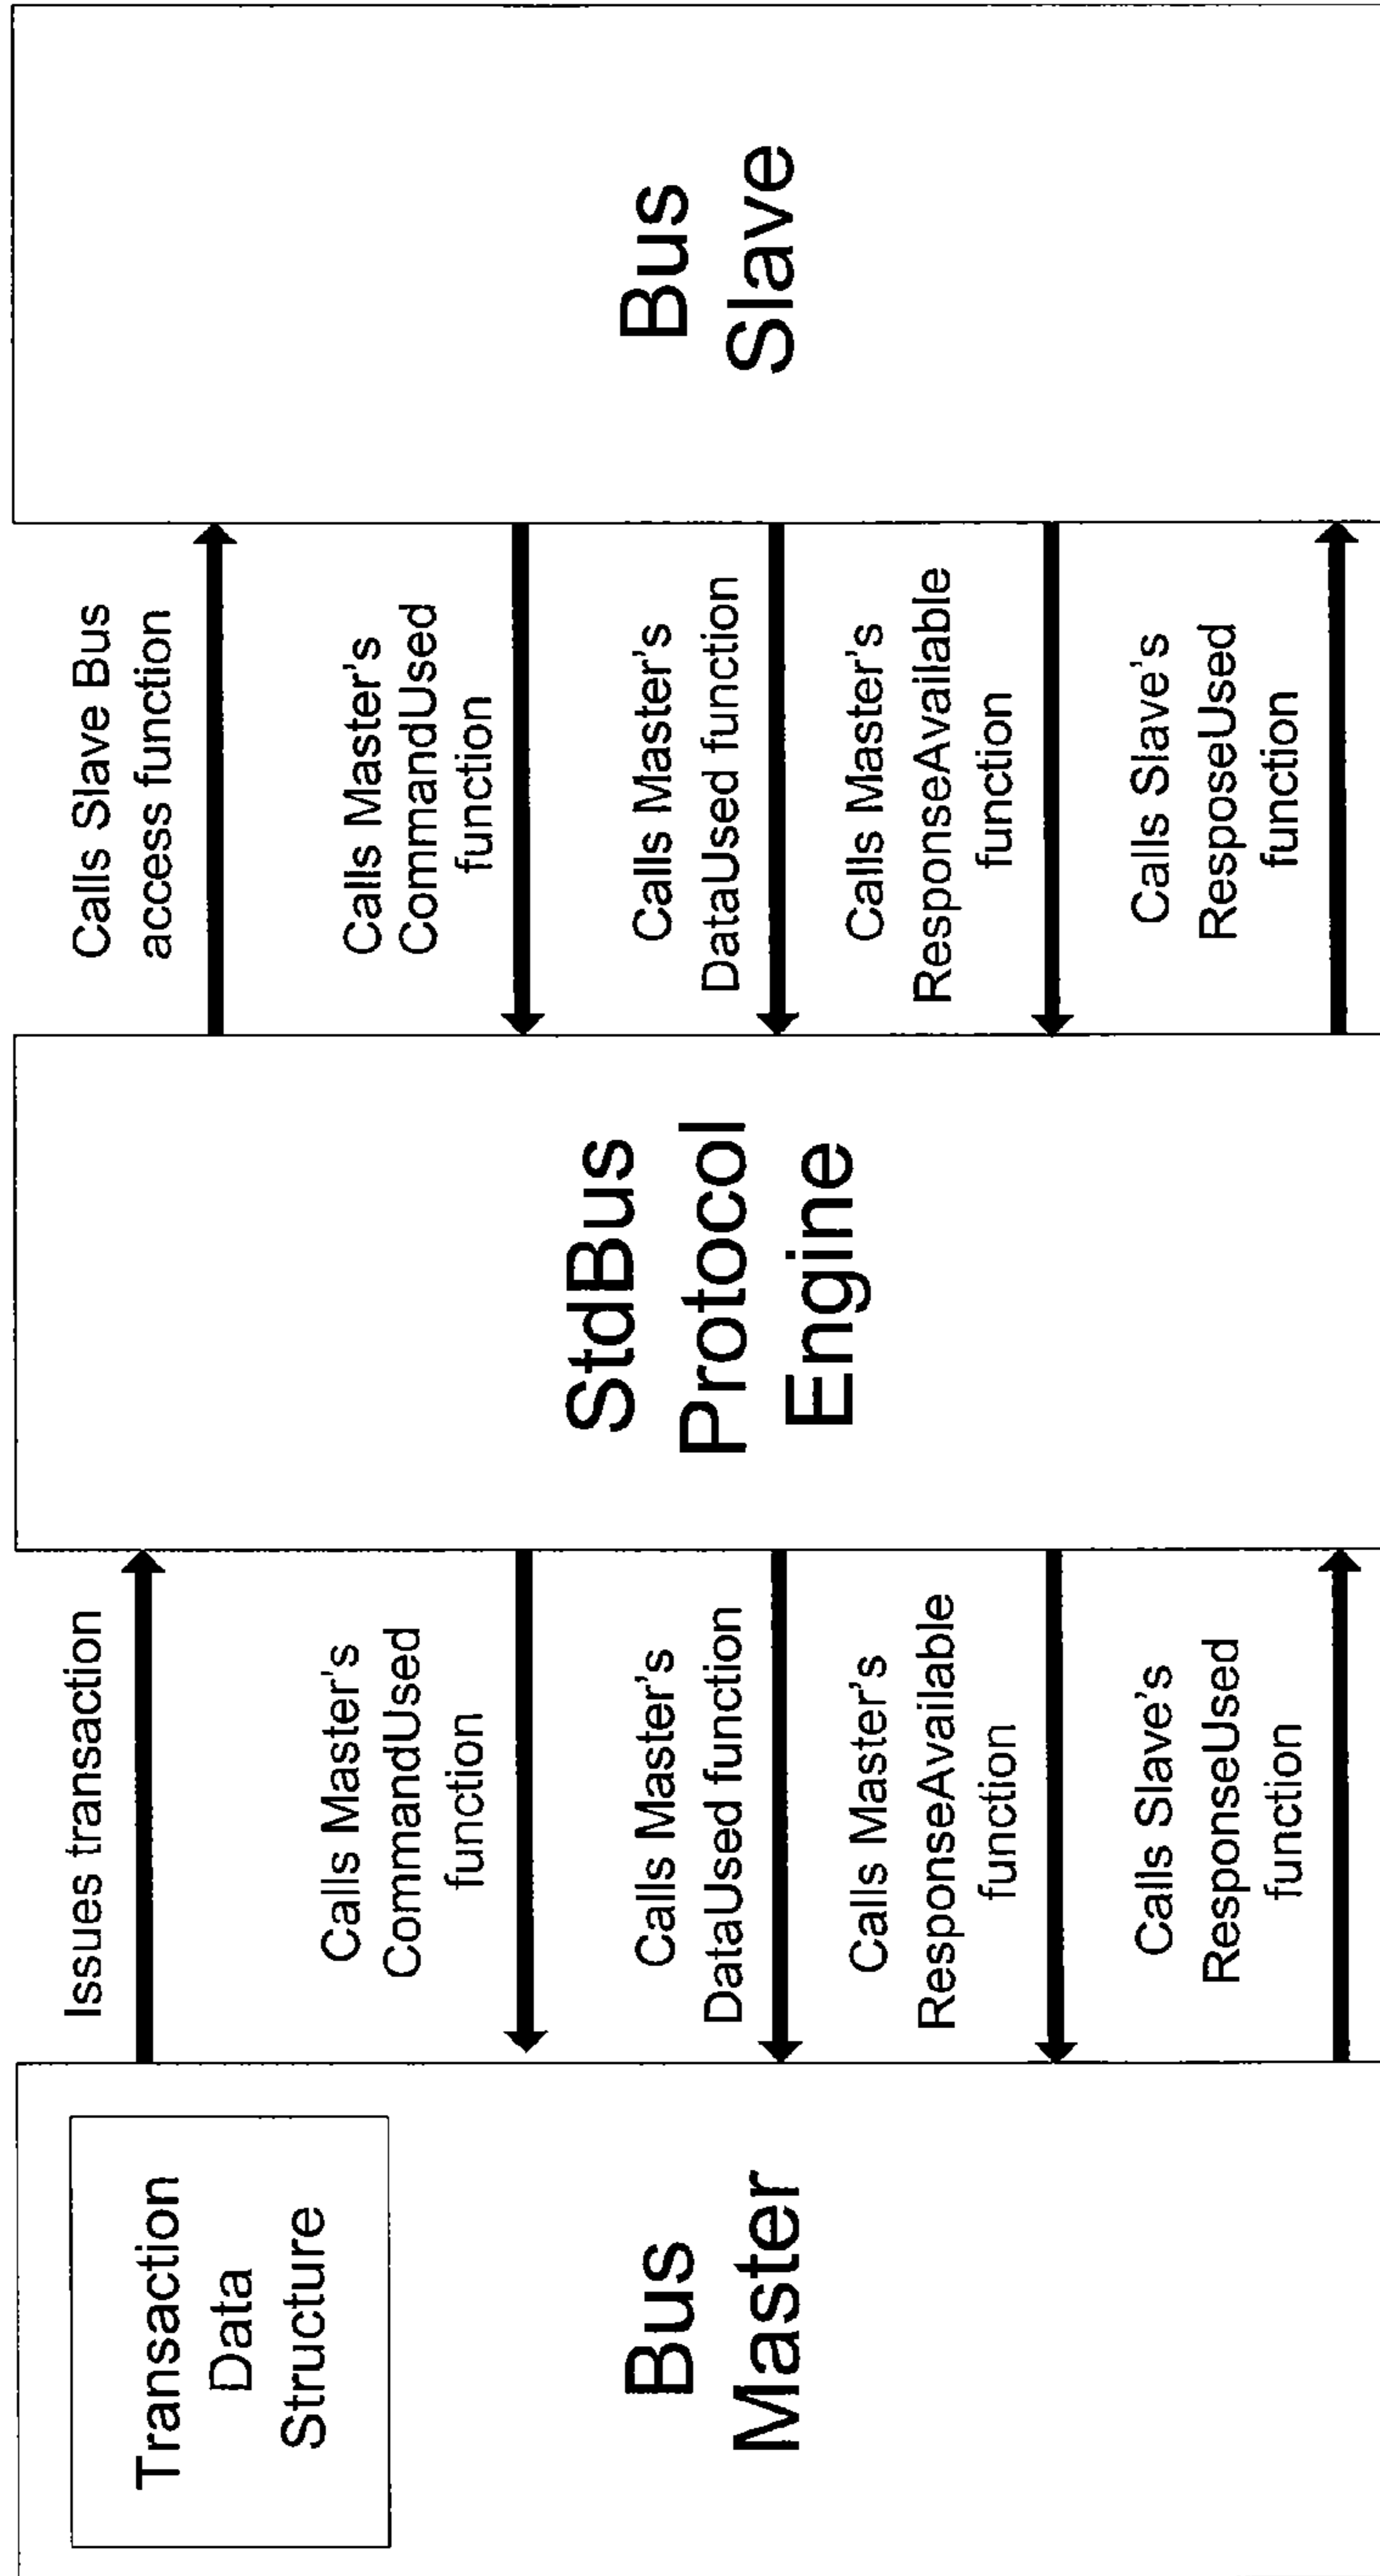 Transaction
Data
Structure
Bus
Master
Issues transaction
Calls Master's
CommandUsed
function
Calls Master's
DataUsed function
Calls Master's
ResponseAvailable
function
Calls Slave's
ResponseUsed
function
StdBus
Protocol
Engine
Calls Slave Bus
access function
Calls Master's
CommandUsed
function
Calls Master's
DataUsed function
Calls Master's
ResponseAvailable
function
Calls Slave's
ResposeUsed
function
Bus
Slave